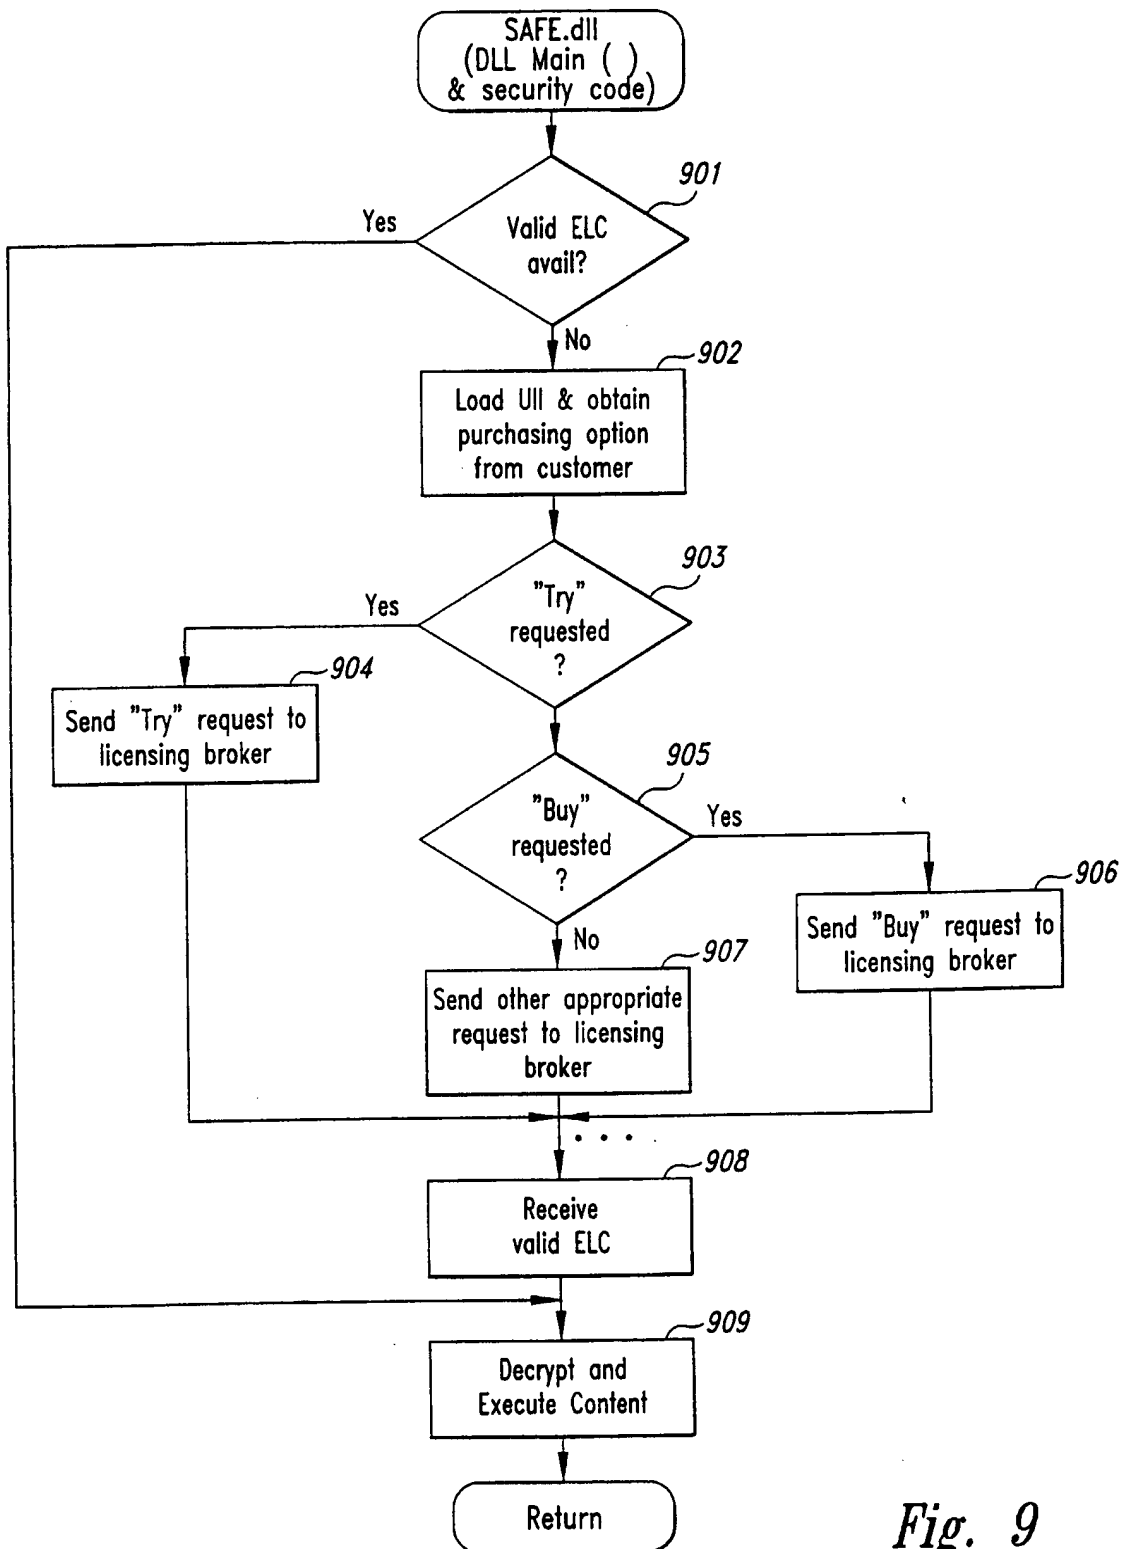 SAFE.dll
(DLL Main ( )
& security code)
901
Yes
Valid ELC
avail?
No
902
Load UII & obtain
purchasing option
from customer
903
Yes
"Try"
requested
?
904
Send "Try" request to
licensing broker
905
"Buy"
requested
?
Yes
906
Send "Buy" request to
licensing broker
No
907
Send other appropriate
request to licensing
broker
. . .
908
Receive
valid ELC
909
Decrypt and
Execute Content
Return
Fig. 9